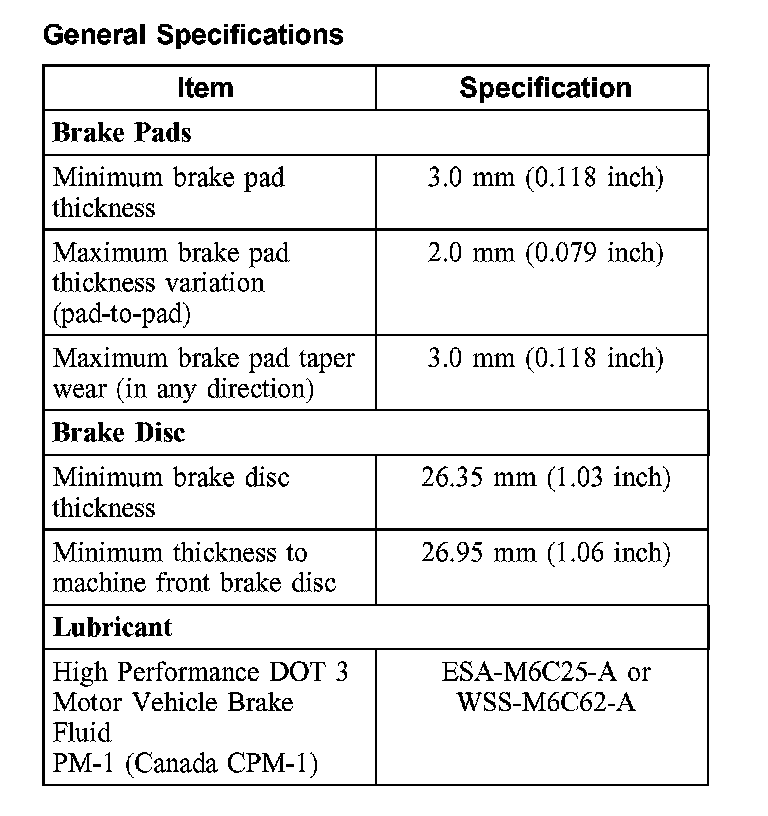 General Specifications
Item Specification
Brake Pads
Minimum brake pad 3.0 mm (0.118 inch)
thickness
Maximum brake pad 2.0 mm (0.079 inch)
thickness variation
(pad-to-pad)
Maximum brake pad taper 3.0 mm (0.118 inch)
wear (in any direction)
Brake Disc
Minimum brake disc 26.35 mm (1.03 inch)
thickness
Minimum thickness to 26.95 mm (1.06 inch)
machine front brake disc
Lubricant
High Performance DOT 3 ESA-M6C25-A or
Motor Vehicle Brake WSS-M6C62-A
Fluid
PM-1 (Canada CPM-1)